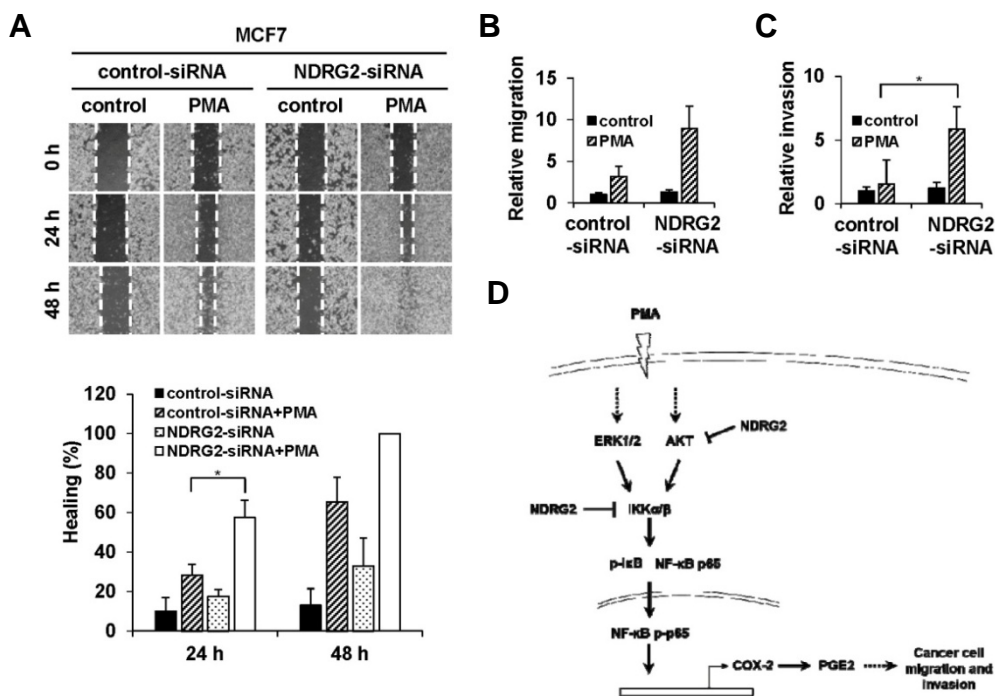 A
MCF7
control-siRNA NDRG2-siRNA
control PMA control PMA
0 h
24 h
48 h
Healing (%)
120
100
80
60
40
20
0
control-siRNA
control-siRNA+PMA
NDRG2-siRNA
NDRG2-siRNA+PMA
*
24 h 48 h
B
Relative migration
15
10
5
0
control
PMA
control
-siRNA
NDRG2
-siRNA
C
Relative invasion
10
5
0
*
control
PMA
control
-siRNA
NDRG2
-siRNA
D
PMA
ERK1/2 AKT NDRG2
NDRG2 IKKα/β
p-IκB NF-κB p65
NF-κB p-p65
COX-2 PGE2 Cancer cell
migration and
invasion